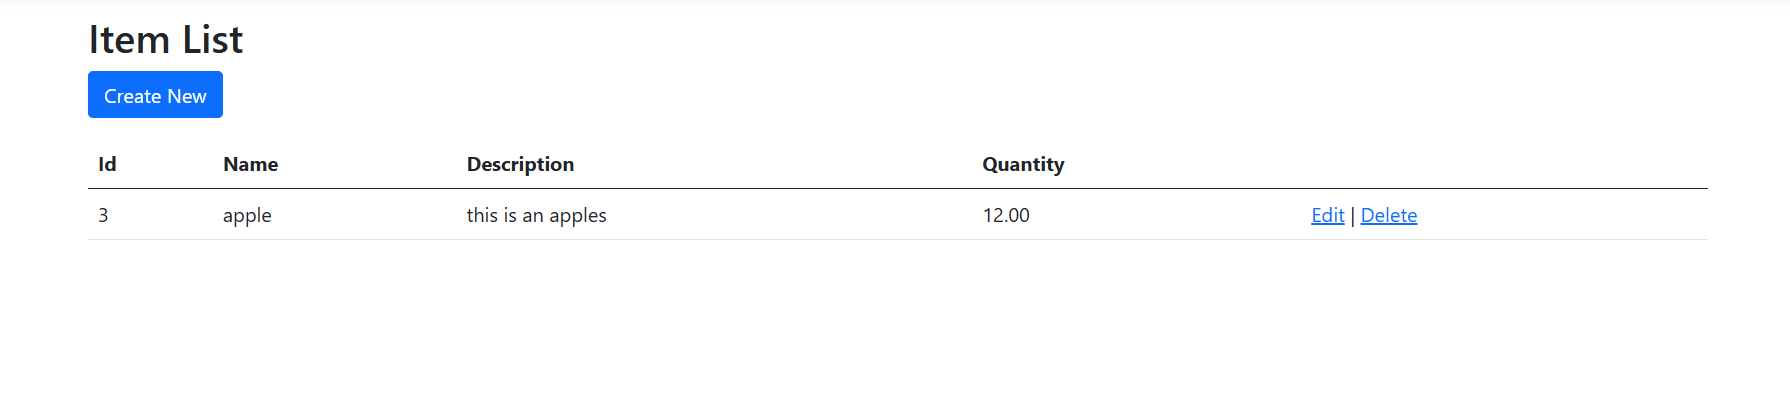 Item List
Create New
Id Name Description Quantity
3 apple this is an apples 12.00 Edit | Delete